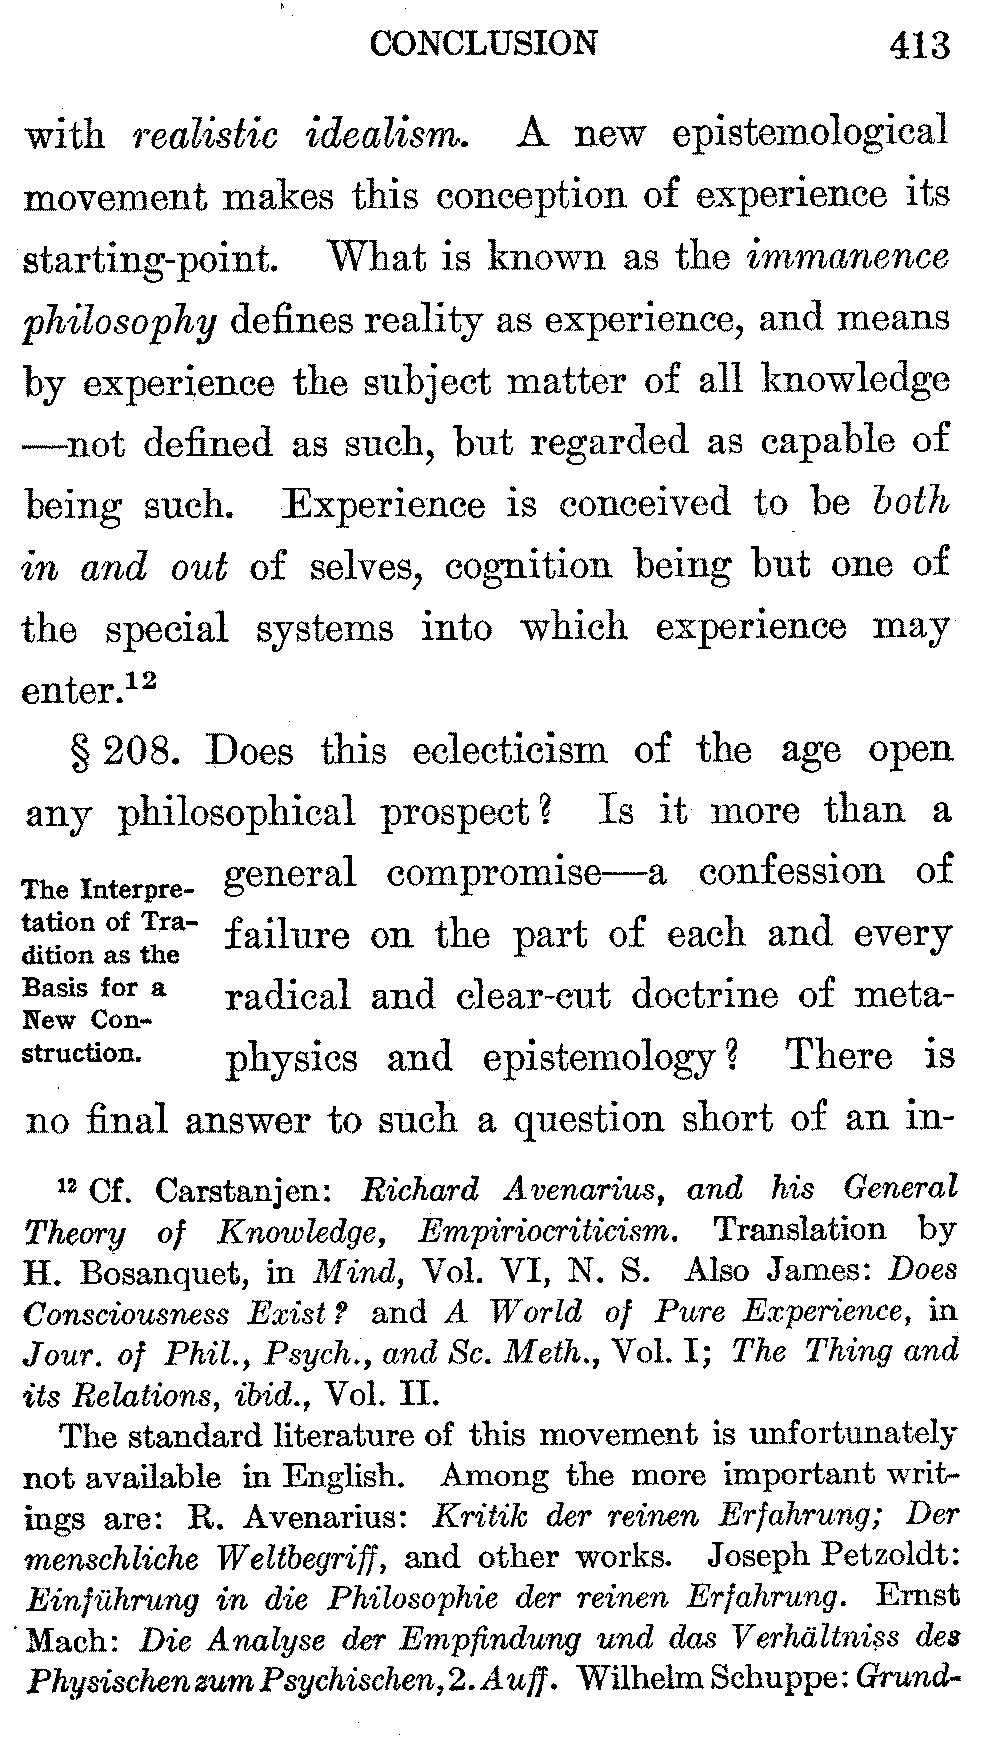 CONCLUSION 413
with realistic idealism. A new epistemological
movement makes this conception of experience its
starting-point. What is known as the immanence
philosophy defines reality as experience, and means
by experience the subject matter of all knowledge
—not defined as such, but regarded as capable of
being such. Experience is conceived to be both
in and out of selves, cognition being but one of
the special systems into which experience may
enter.¹²
§ 208. Does this eclecticism of the age open
any philosophical prospect? Is it more than a
The Interpre-
tation of Tra-
dition as the
Basis for a
New Con-
struction.
general compromise—a confession of
failure on the part of each and every
radical and clear-cut doctrine of meta-
physics and epistemology? There is
no final answer to such a question short of an in-
¹² Cf. Carstanjen: Richard Avenarius, and his General
Theory of Knowledge, Empiriocriticism. Translation by
H. Bosanquet, in Mind, Vol. VI, N. S. Also James: Does
Consciousness Exist? and A World of Pure Experience, in
Jour. of Phil., Psych., and Sc. Meth., Vol. I; The Thing and
its Relations, ibid., Vol. II.
The standard literature of this movement is unfortunately
not available in English. Among the more important writ-
ings are: R. Avenarius: Kritik der reinen Erfahrung; Der
menschliche Weltbegriff, and other works. Joseph Petzoldt:
Einführung in die Philosophie der reinen Erfahrung. Ernst
Mach: Die Analyse der Empfindung und das Verhältniss des
Physischen zum Psychischen, 2. Auff. Wilhelm Schuppe: Grund-